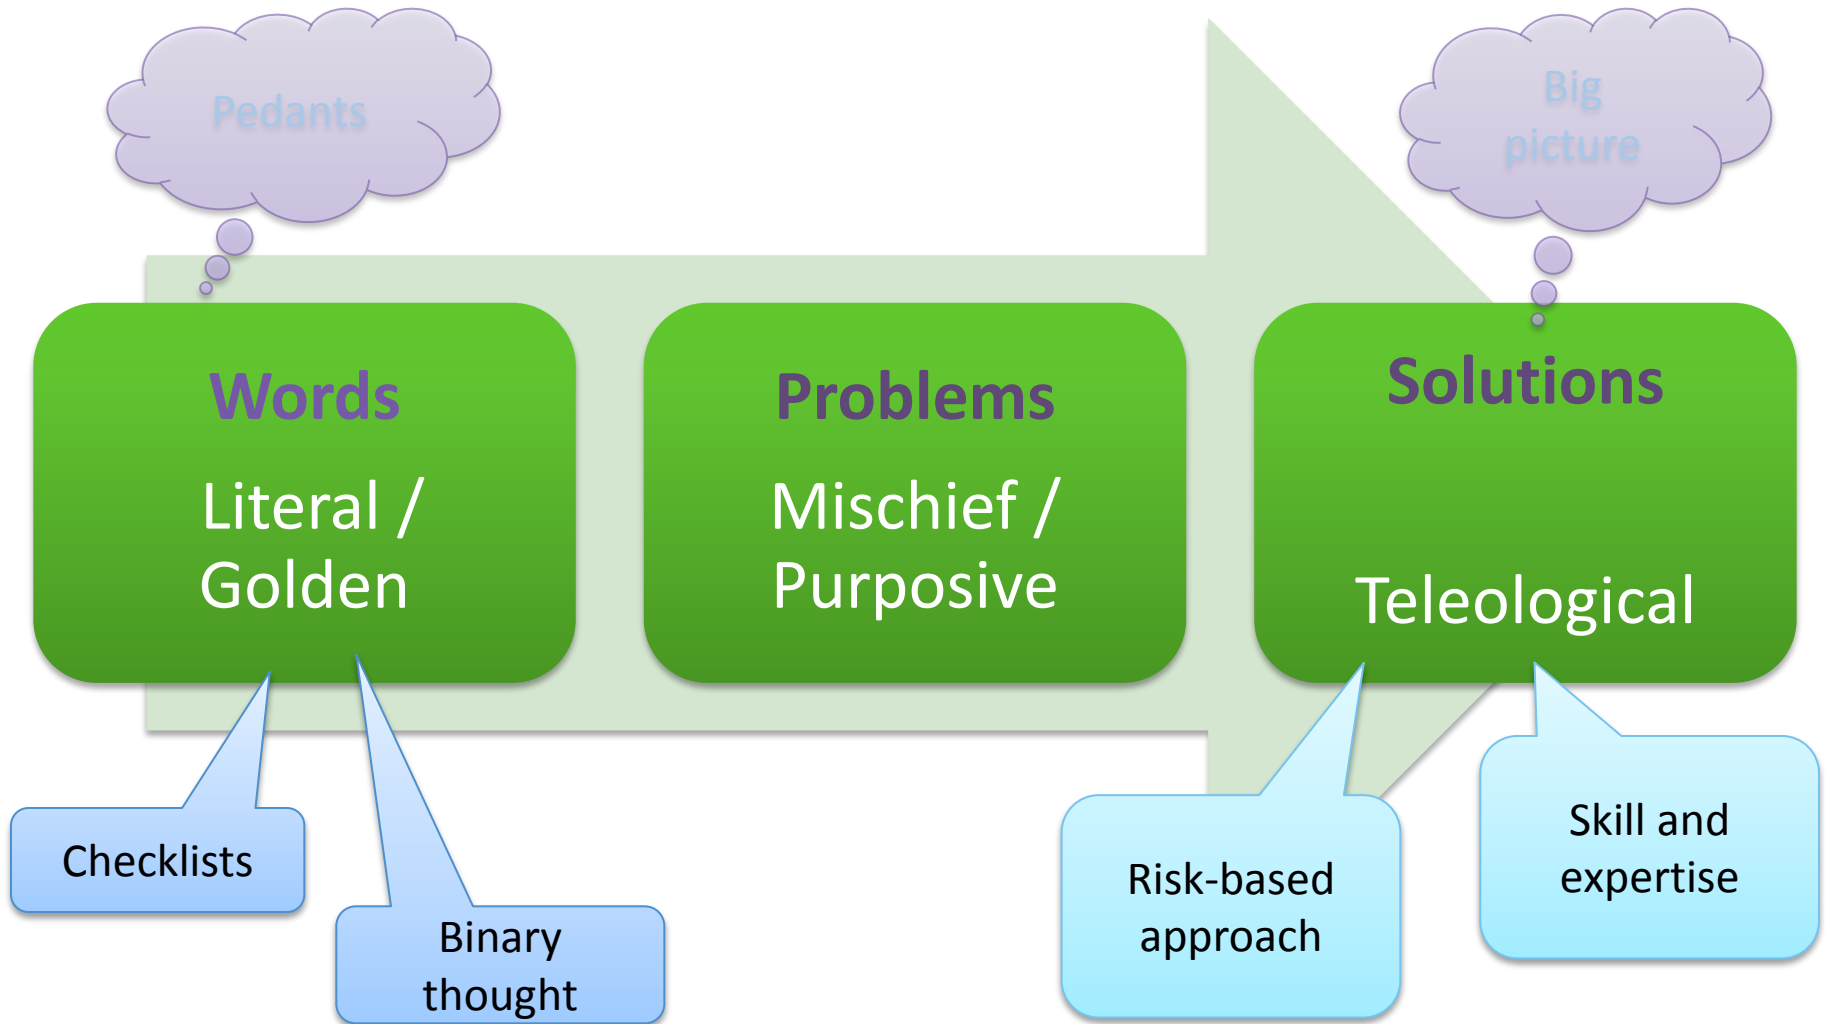 Pedants
Big
picture
Words
Literal /
Golden
Problems
Mischief /
Purposive
Solutions
Teleological
Checklists
Binary
thought
Risk-based
approach
Skill and
expertise